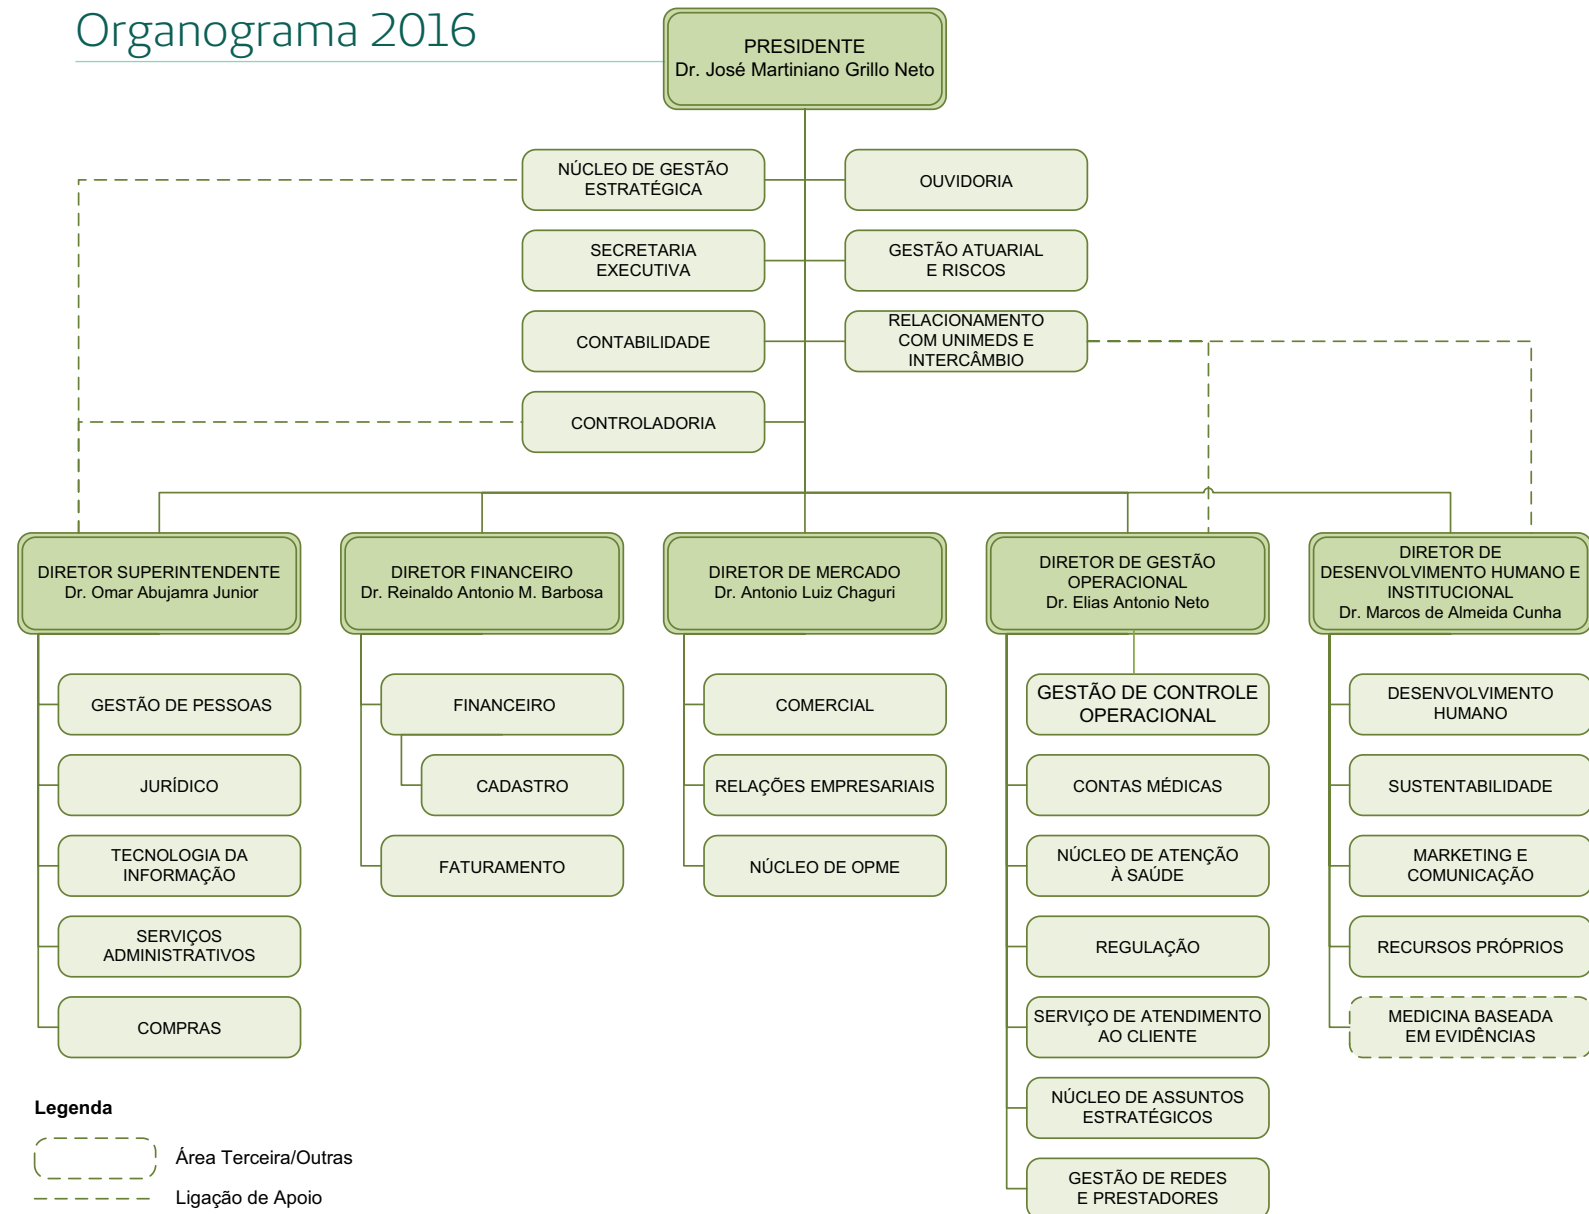 Organograma 2016
PRESIDENTE
Dr. José Martiniano Grillo Neto
NÚCLEO DE GESTÃO
ESTRATÉGICA
OUVIDORIA
SECRETARIA
EXECUTIVA
GESTÃO ATUARIAL
E RISCOS
CONTABILIDADE
RELACIONAMENTO
COM UNIMEDS E
INTERCÂMBIO
CONTROLADORIA
DIRETOR SUPERINTENDENTE
Dr. Omar Abujamra Junior
DIRETOR FINANCEIRO
Dr. Reinaldo Antonio M. Barbosa
DIRETOR DE MERCADO
Dr. Antonio Luiz Chaguri
DIRETOR DE GESTÃO
OPERACIONAL
Dr. Elias Antonio Neto
DIRETOR DE
DESENVOLVIMENTO HUMANO E
INSTITUCIONAL
Dr. Marcos de Almeida Cunha
GESTÃO DE PESSOAS
JURÍDICO
TECNOLOGIA DA
INFORMAÇÃO
SERVIÇOS
ADMINISTRATIVOS
COMPRAS
FINANCEIRO
CADASTRO
FATURAMENTO
COMERCIAL
RELAÇÕES EMPRESARIAIS
NÚCLEO DE OPME
GESTÃO DE CONTROLE
OPERACIONAL
CONTAS MÉDICAS
NÚCLEO DE ATENÇÃO
À SAÚDE
REGULAÇÃO
SERVIÇO DE ATENDIMENTO
AO CLIENTE
NÚCLEO DE ASSUNTOS
ESTRATÉGICOS
GESTÃO DE REDES
E PRESTADORES
DESENVOLVIMENTO
HUMANO
SUSTENTABILIDADE
MARKETING E
COMUNICAÇÃO
RECURSOS PRÓPRIOS
MEDICINA BASEADA
EM EVIDÊNCIAS
Legenda
Área Terceira/Outras
Ligação de Apoio